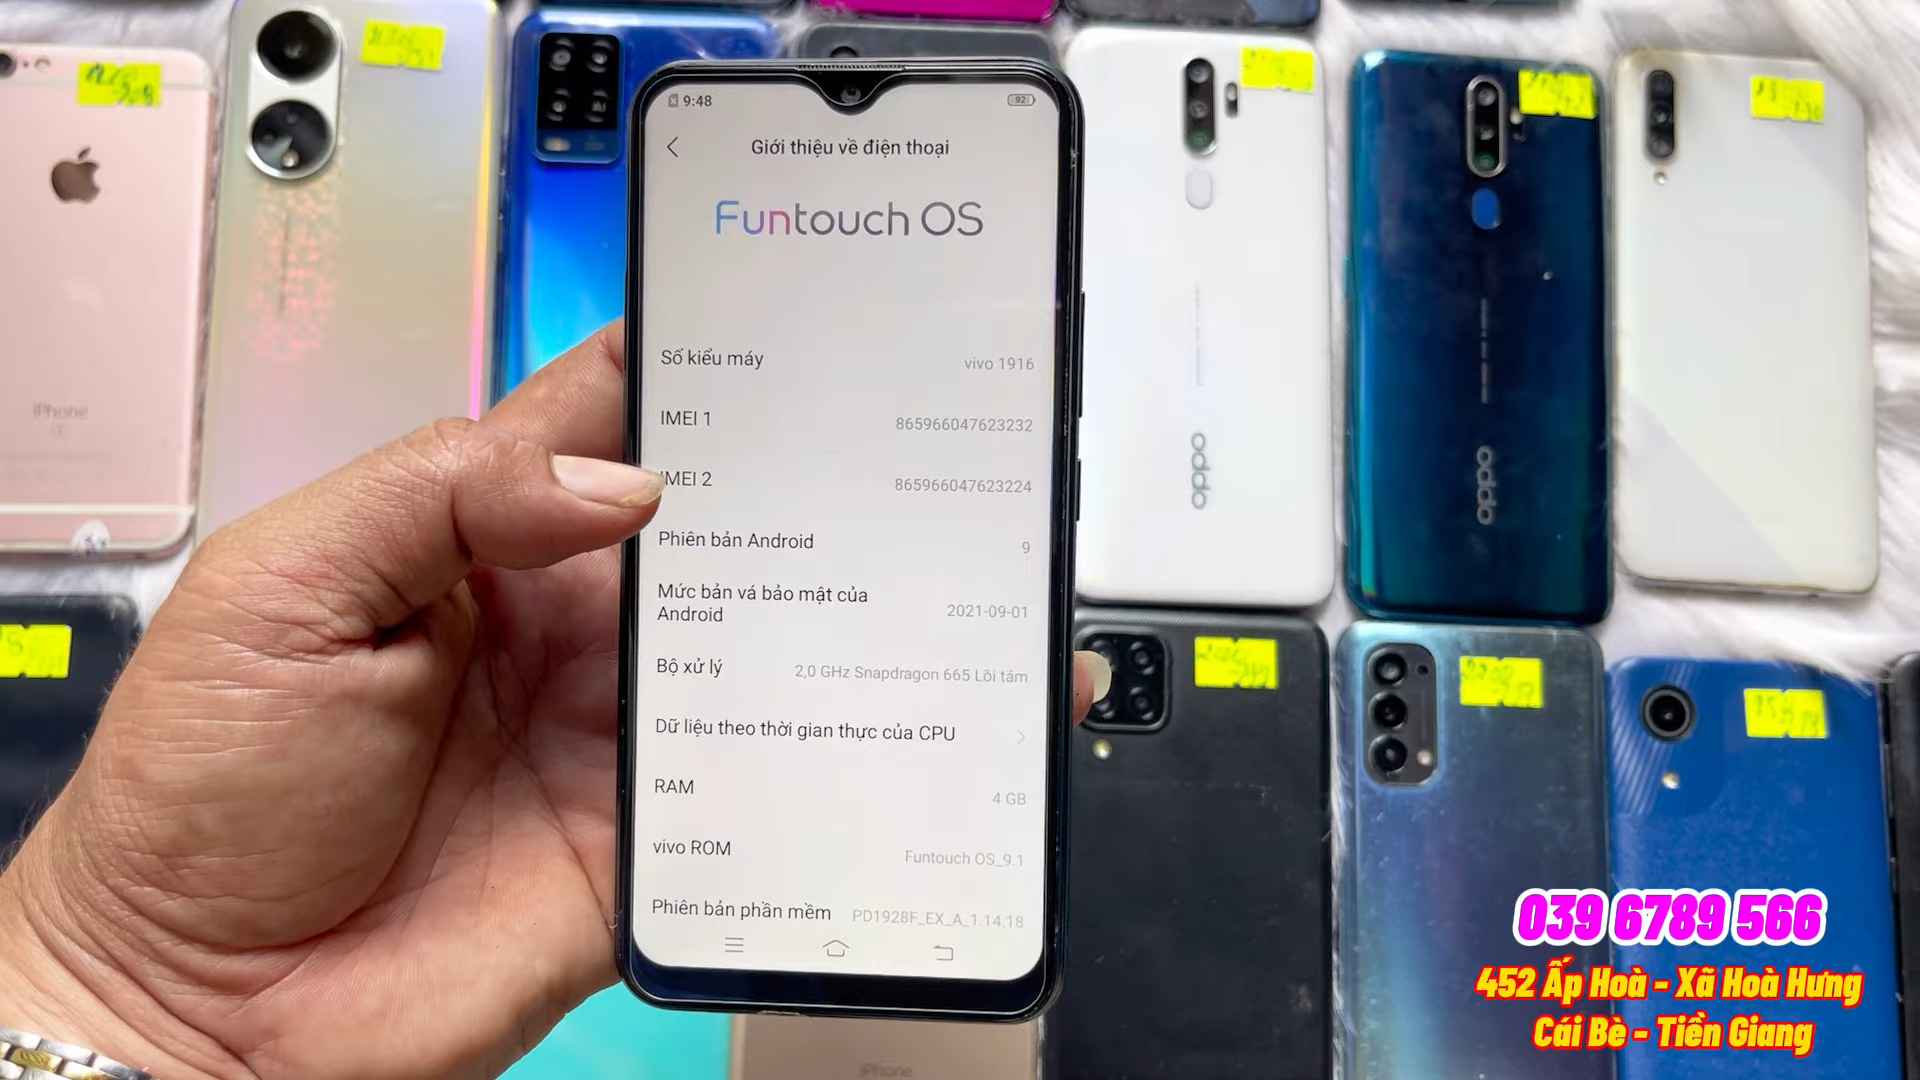 9:48
92
Giới thiệu về điện thoại
Funtouch OS
Số kiểu máy
vivo 1916
IMEI 1
865966047623232
IMEI 2
865966047623224
Phiên bản Android
9
Mức bản vá bảo mật của
Android
2021-09-01
Bộ xử lý
2,0 GHz Snapdragon 665 Lõi tám
Dữ liệu theo thời gian thực của CPU
RAM
4 GB
vivo ROM
Funtouch OS_9.1
Phiên bản phần mềm
PD1928F_EX_A_1.14.18
iPhone
oppo
oppo
iPhone
039 6789 566
452 Ấp Hoà - Xã Hoà Hưng
Cái Bè - Tiền Giang